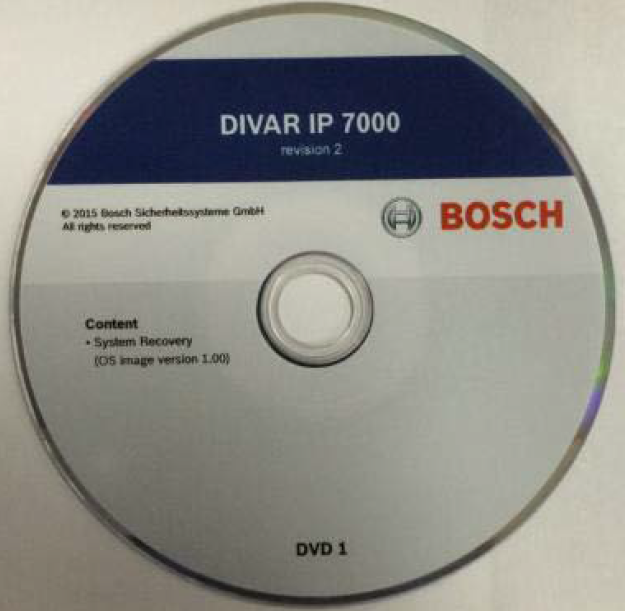 DIVAR IP 7000
revision 2
© 2015 Bosch Sicherheitssysteme GmbH
All rights reserved
BOSCH
Content
• System Recovery
(OS image version 1.00)
DVD 1